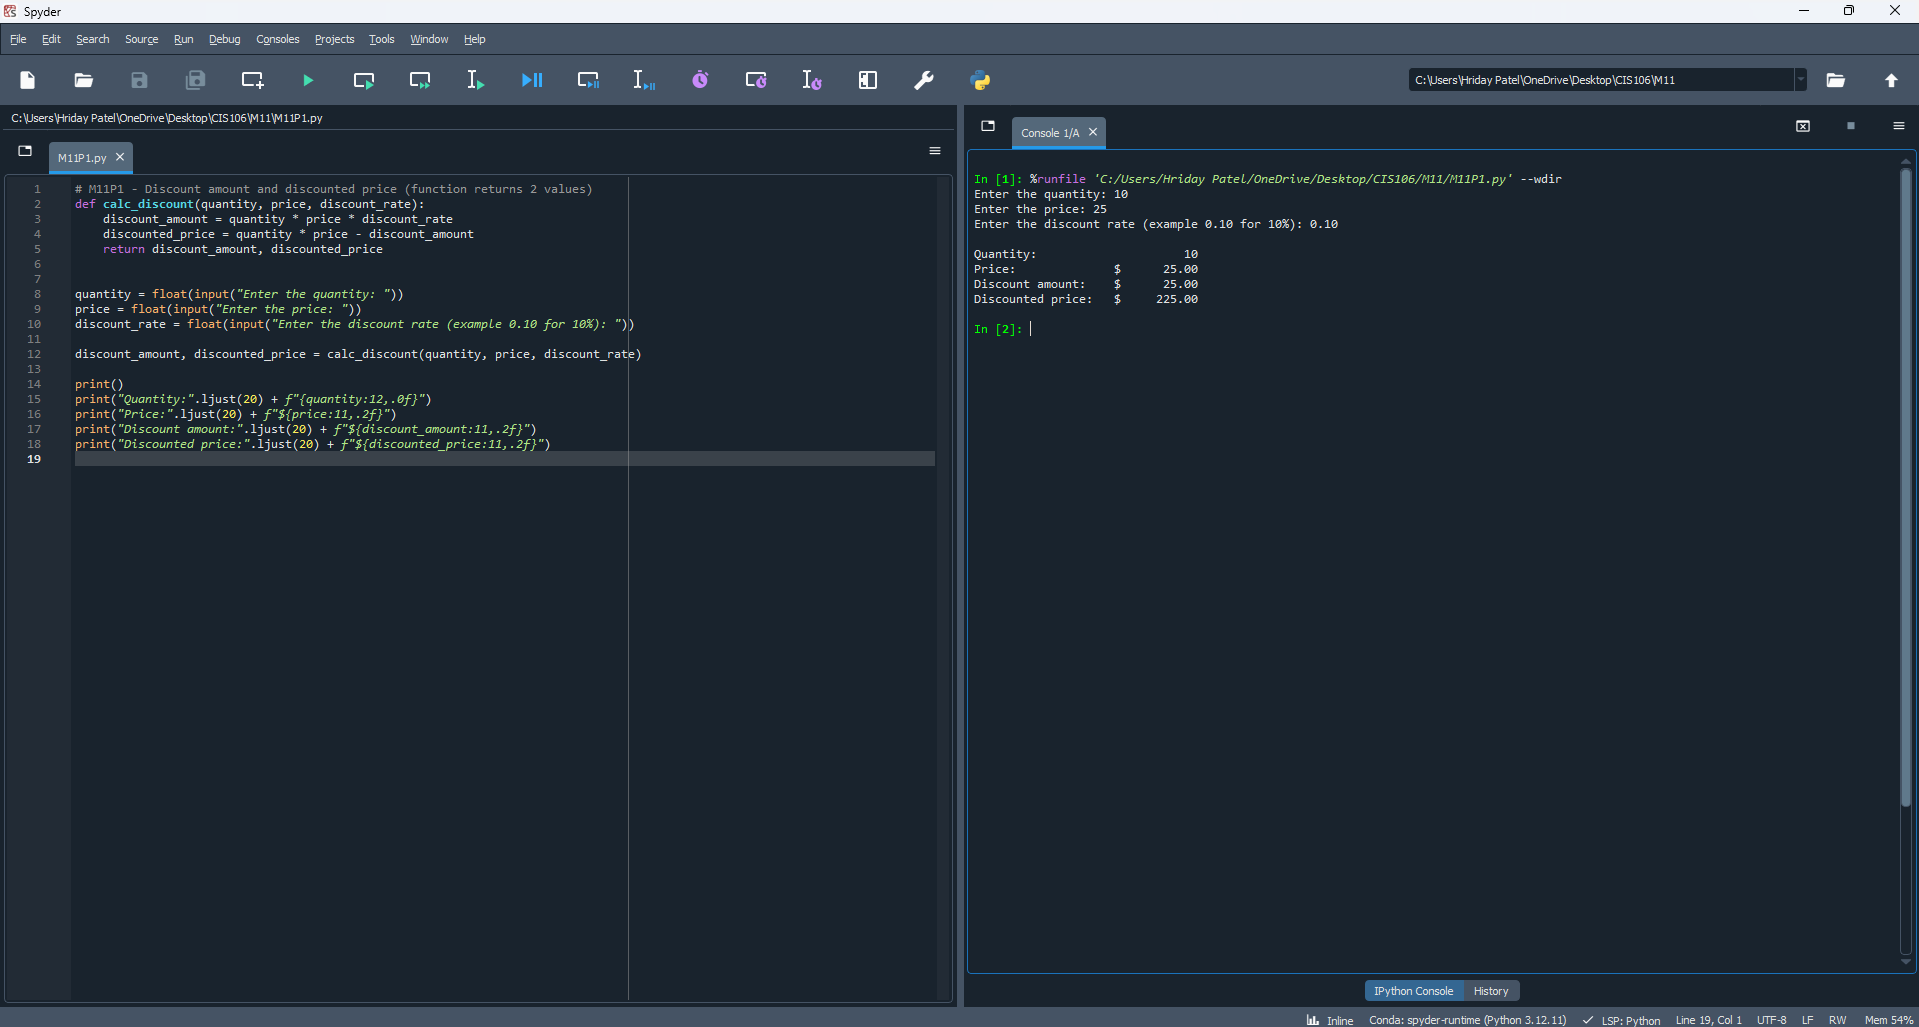 Spyder
File Edit Search Source Run Debug Consoles Projects Tools Window Help
C:\Users\Hriday Patel\OneDrive\Desktop\CIS106\M11
C:\Users\Hriday Patel\OneDrive\Desktop\CIS106\M11\M11P1.py
M11P1.py
1 # M11P1 - Discount amount and discounted price (function returns 2 values)
2 def calc_discount(quantity, price, discount_rate):
3     discount_amount = quantity * price * discount_rate
4     discounted_price = quantity * price - discount_amount
5     return discount_amount, discounted_price
6
7
8 quantity = float(input("Enter the quantity: "))
9 price = float(input("Enter the price: "))
10 discount_rate = float(input("Enter the discount rate (example 0.10 for 10%): "))
11
12 discount_amount, discounted_price = calc_discount(quantity, price, discount_rate)
13
14 print()
15 print("Quantity:".ljust(20) + f"{quantity:12,.0f}")
16 print("Price:".ljust(20) + f"${price:11,.2f}")
17 print("Discount amount:".ljust(20) + f"${discount_amount:11,.2f}")
18 print("Discounted price:".ljust(20) + f"${discounted_price:11,.2f}")
19
Console 1/A
In [1]: %runfile 'C:/Users/Hriday Patel/OneDrive/Desktop/CIS106/M11/M11P1.py' --wdir
Enter the quantity: 10
Enter the price: 25
Enter the discount rate (example 0.10 for 10%): 0.10
Quantity:                     10
Price:              $      25.00
Discount amount:    $      25.00
Discounted price:   $     225.00
In [2]:
IPython Console History
Inline Conda: spyder-runtime (Python 3.12.11) LSP: Python Line 19, Col 1 UTF-8 LF RW Mem 54%